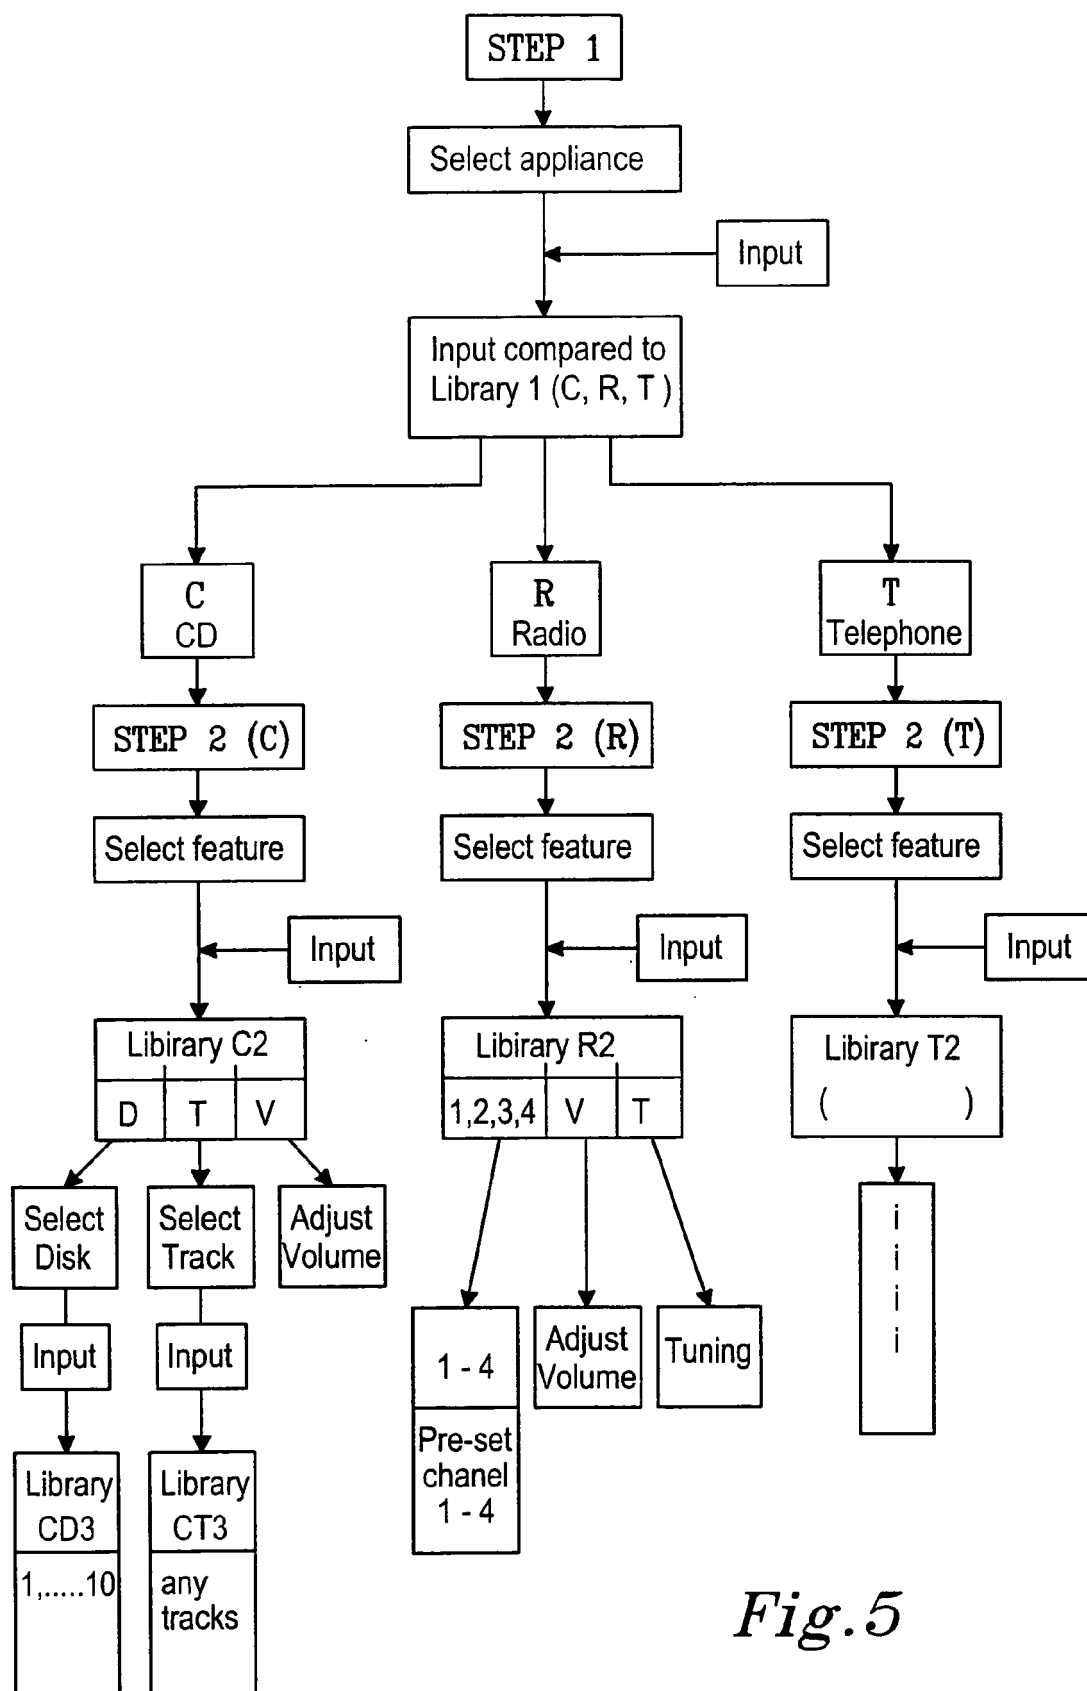 STEP 1
Select appliance
Input
Input compared to
Library 1 (C, R, T )
C
CD
R
Radio
T
Telephone
STEP 2 (C)
STEP 2 (R)
STEP 2 (T)
Select feature
Select feature
Select feature
Input
Input
Input
Libirary C2
D T V
Libirary R2
1,2,3,4 V T
Libirary T2
( )
Select
Disk
Select
Track
Adjust
Volume
Input
Input
1 - 4
Pre-set
chanel
1 - 4
Adjust
Volume
Tuning
Library
CD3
1,.....10
Library
CT3
any
tracks
Fig.5